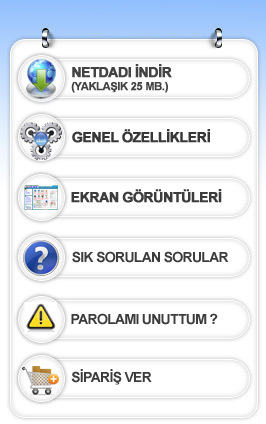 NETDADI İNDİR
(YAKLAŞIK 25 MB.)
GENEL ÖZELLİKLERİ
EKRAN GÖRÜNTÜLERİ
SIK SORULAN SORULAR
PAROLAMI UNUTTUM ?
SİPARİŞ VER